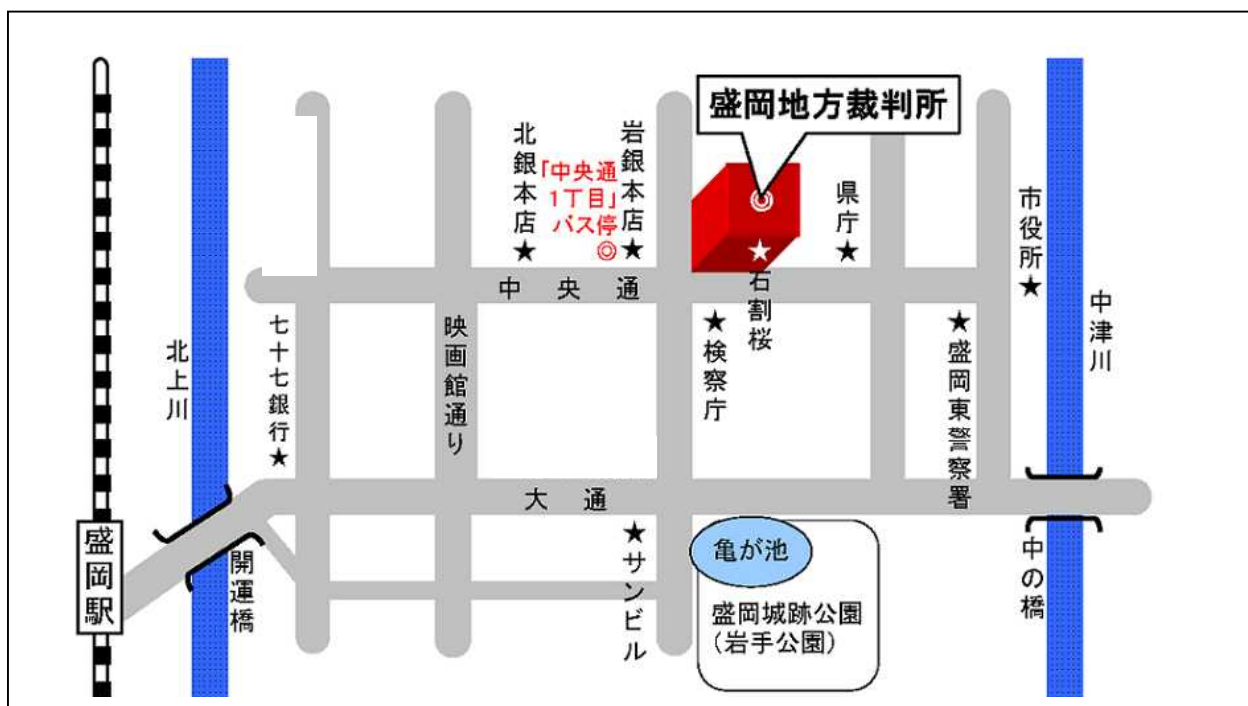 盛岡地方裁判所
北銀本店★
「中央通
1丁目」
バス停
◎
岩銀本店★
★石割桜
県庁★
市役所★
中央通
北上川
七十七銀行★
映画館通り
★検察庁
★盛岡東警察署
中津川
大通
盛岡駅
開運橋
★サンビル
亀が池
盛岡城跡公園
(岩手公園)
中の橋